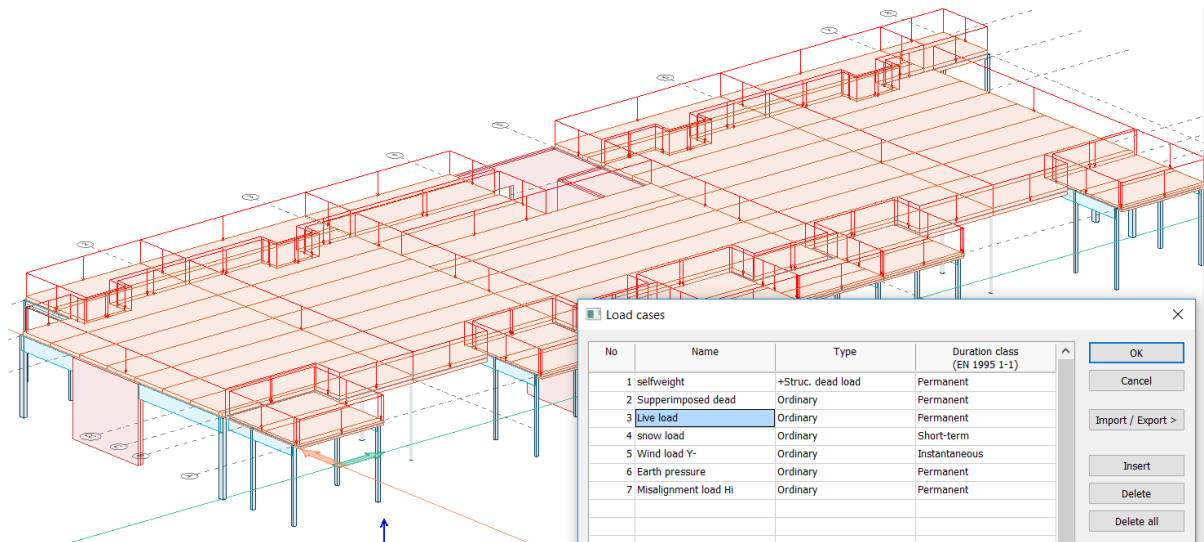 Load cases
No Name Type Duration class
(EN 1995 1-1)
1 selfweight +Struc. dead load Permanent
2 Supperimposed dead Ordinary Permanent
3 Live load Ordinary Permanent
4 snow load Ordinary Short-term
5 Wind load Y- Ordinary Instantaneous
6 Earth pressure Ordinary Permanent
7 Misalignment load Hi Ordinary Permanent
OK
Cancel
Import / Export >
Insert
Delete
Delete all